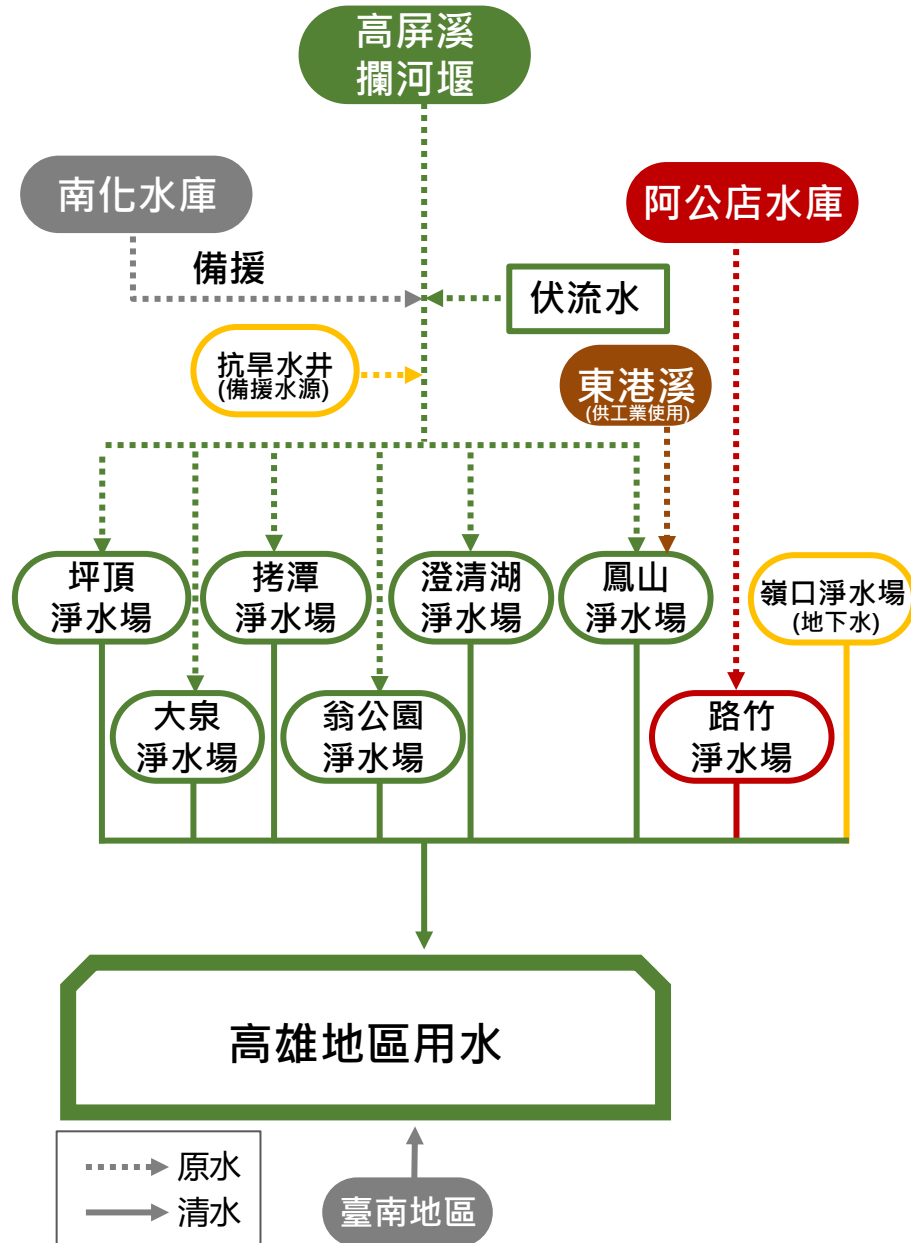 高屏溪
攔河堰
南化水庫
阿公店水庫
備援
伏流水
抗旱水井
(備援水源)
東港溪
(供工業使用)
坪頂
淨水場
拷潭
淨水場
澄清湖
淨水場
鳳山
淨水場
嶺口淨水場
(地下水)
大泉
淨水場
翁公園
淨水場
路竹
淨水場
高雄地區用水
原水
清水
臺南地區